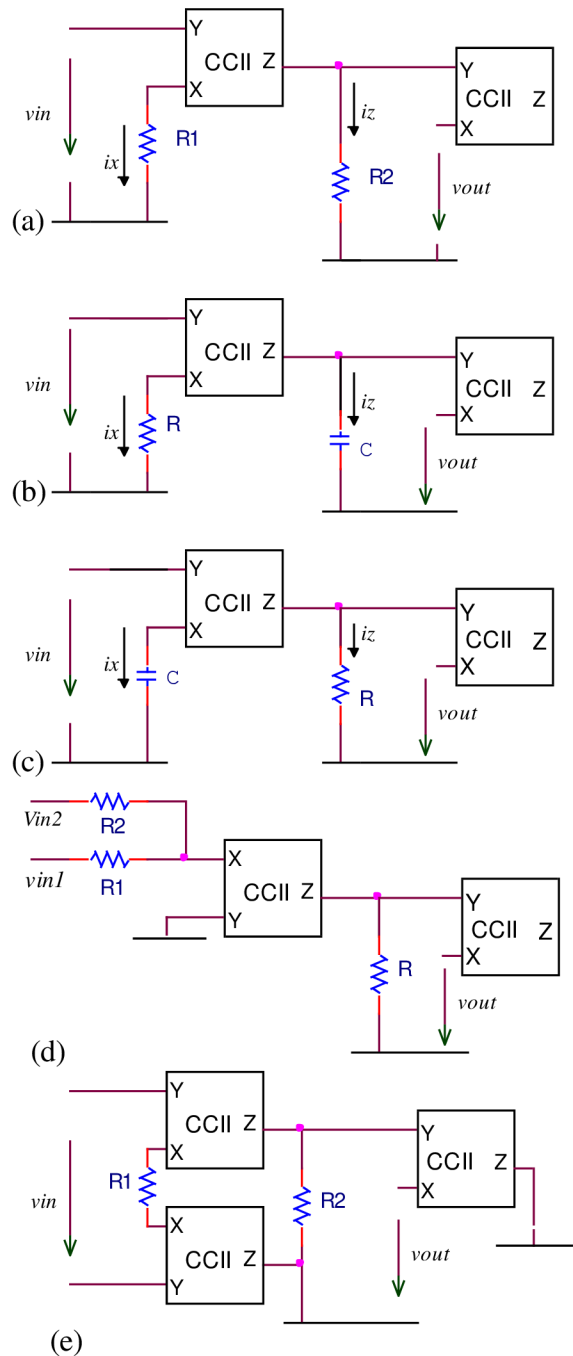 Y
CCII Z
X
vin
ix
R1
iz
R2
Y
CCII Z
X
vout
(a)
Y
CCII Z
X
vin
ix
R
iz
C
Y
CCII Z
X
vout
(b)
Y
CCII Z
X
vin
ix
C
iz
R
Y
CCII Z
X
vout
(c)
Vin2
R2
vin1
R1
X
CCII Z
Y
R
Y
CCII Z
X
vout
(d)
Y
CCII Z
X
vin
R1
X
CCII Z
Y
R2
Y
CCII Z
X
vout
(e)